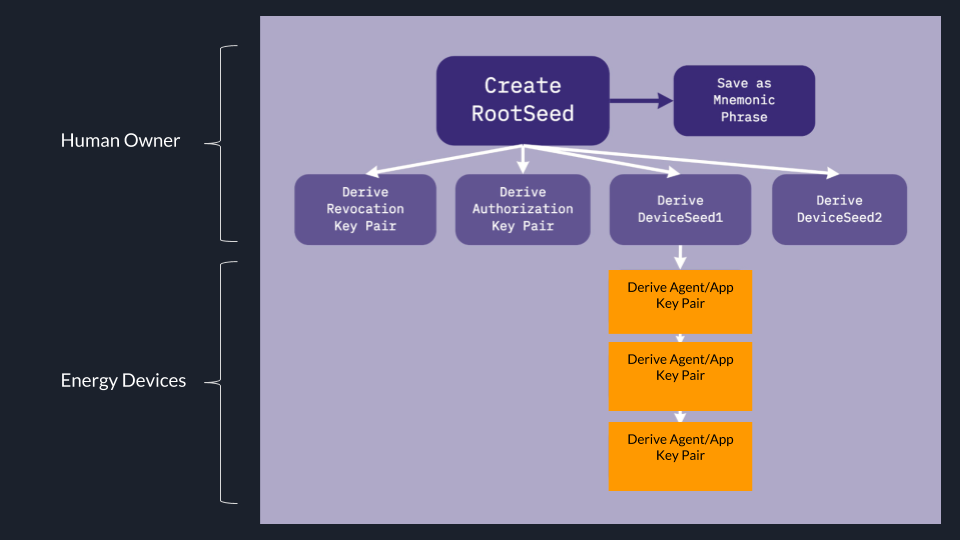 Human Owner
Create
RootSeed
Save as
Mnemonic
Phrase
Derive
Revocation
Key Pair
Derive
Authorization
Key Pair
Derive
DeviceSeed1
Derive
DeviceSeed2
Energy Devices
Derive Agent/App
Key Pair
Derive Agent/App
Key Pair
Derive Agent/App
Key Pair